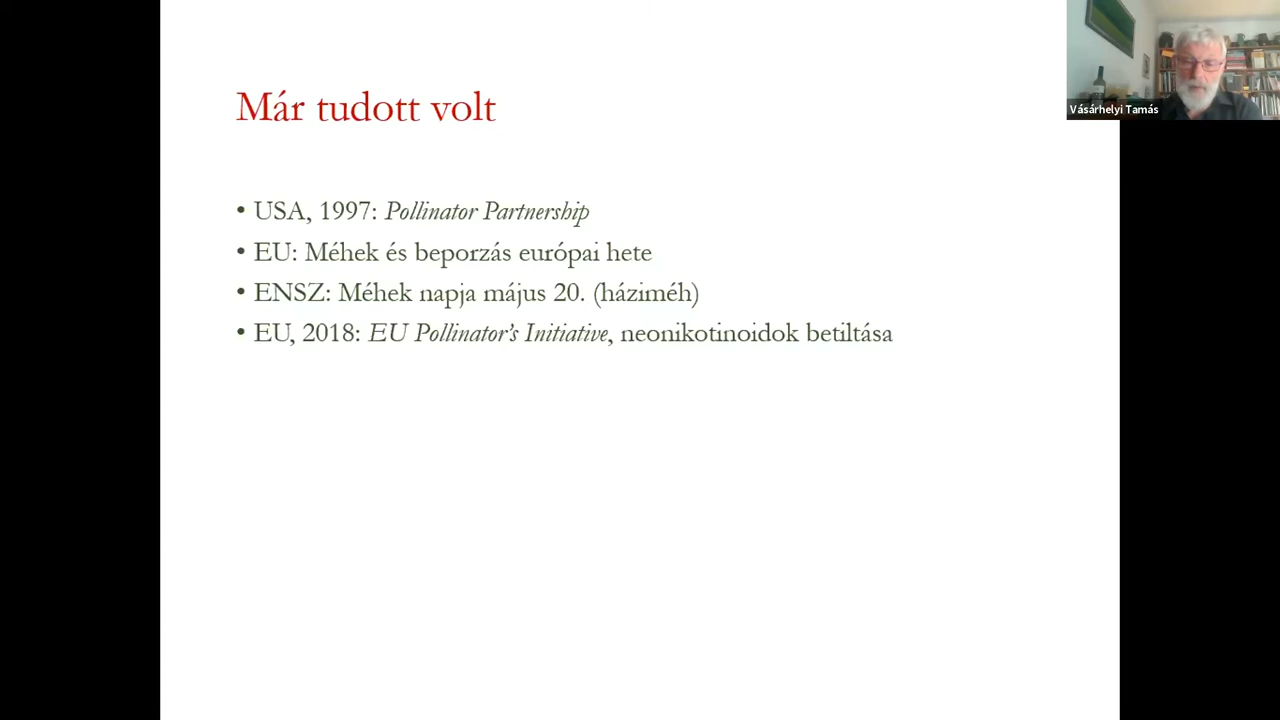 Már tudott volt
• USA, 1997: Pollinator Partnership
• EU: Méhek és beporzás európai hete
• ENSZ: Méhek napja május 20. (háziméh)
• EU, 2018: EU Pollinator’s Initiative, neonikotinoidok betiltása
Vásárhelyi Tamás